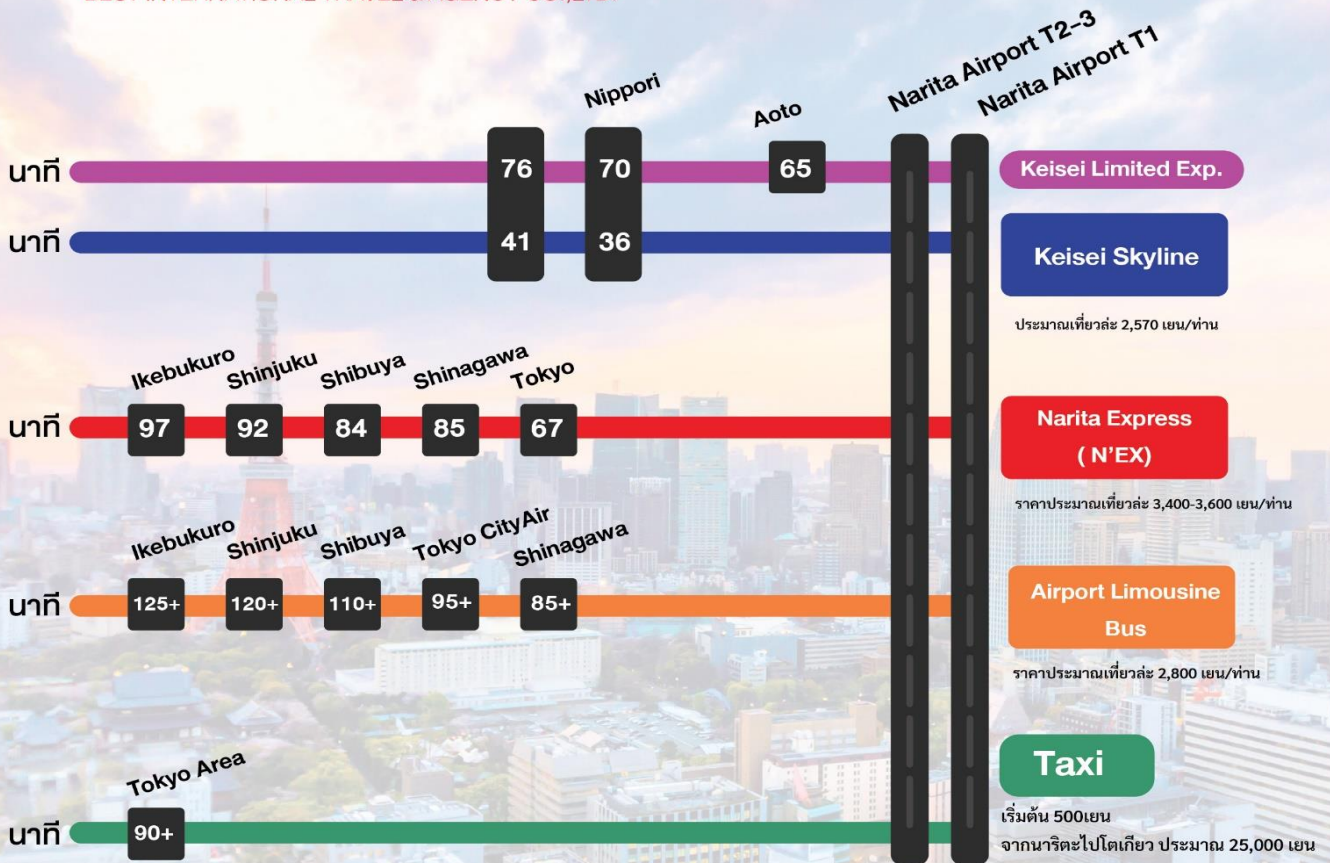 Nippori
Aoto
Narita Airport T2-3
Narita Airport T1
นาที
76
70
65
Keisei Limited Exp.
นาที
41
36
Keisei Skyline
ประมาณเที่ยวล่ะ 2,570 เยน/ท่าน
Ikebukuro
Shinjuku
Shibuya
Shinagawa
Tokyo
นาที
97
92
84
85
67
Narita Express
( N'EX)
ราคาประมาณเที่ยวล่ะ 3,400-3,600 เยน/ท่าน
Ikebukuro
Shinjuku
Shibuya
Tokyo CityAir
Shinagawa
นาที
125+
120+
110+
95+
85+
Airport Limousine
Bus
ราคาประมาณเที่ยวล่ะ 2,800 เยน/ท่าน
Tokyo Area
นาที
90+
Taxi
เริ่มต้น 500เยน
จากนาริตะไปโตเกียว ประมาณ 25,000 เยน